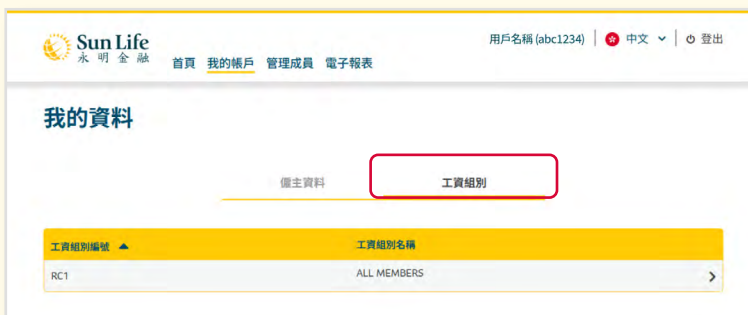 Sun Life
永明金融
用戶名稱 (abc1234) 中文 登出
首頁 我的帳戶 管理成員 電子報表
我的資料
僱主資料 工資組別
工資組別編號 工資組別名稱
RC1 ALL MEMBERS